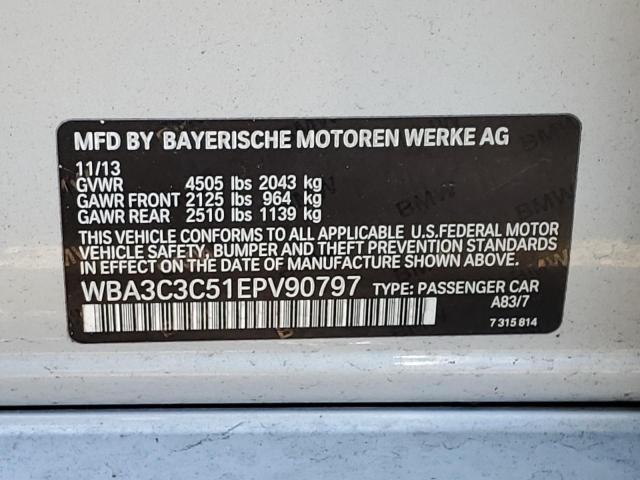 MFD BY BAYERISCHE MOTOREN WERKE AG
11/13
GVWR 4505 lbs 2043 kg
GAWR FRONT 2125 lbs 964 kg
GAWR REAR 2510 lbs 1139 kg
THIS VEHICLE CONFORMS TO ALL APPLICABLE U.S.FEDERAL MOTOR
VEHICLE SAFETY, BUMPER AND THEFT PREVENTION STANDARDS
IN EFFECT ON THE DATE OF MANUFACTURE SHOWN ABOVE.
WBA3C3C51EPV90797 TYPE: PASSENGER CAR
A83/7
7 315 814